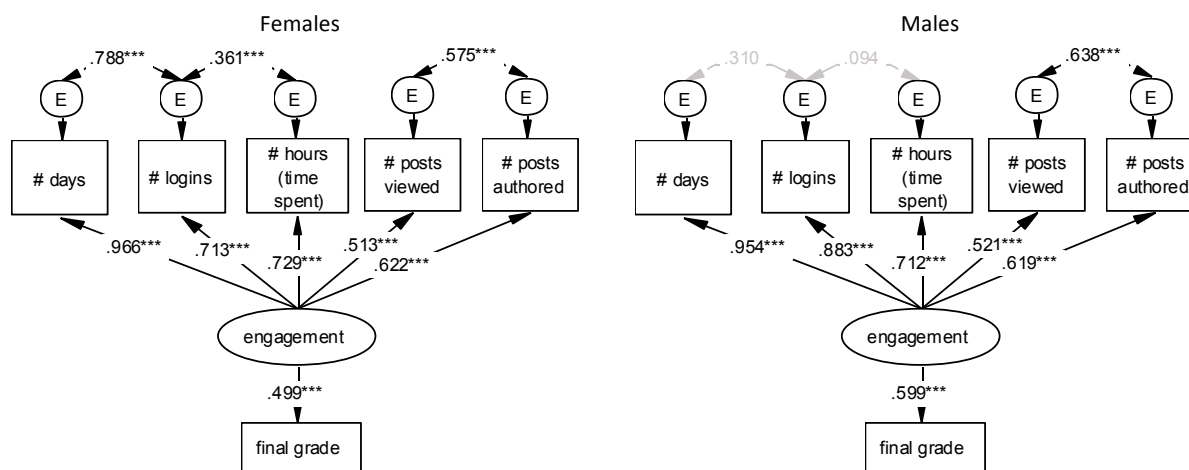 Females
.788***
.361***
.575***
E
E
E
E
E
# days
# logins
# hours
(time
spent)
# posts
viewed
# posts
authored
.966***
.713***
.729***
.513***
.622***
engagement
.499***
final grade
Males
.310
.094
.638***
E
E
E
E
E
# days
# logins
# hours
(time
spent)
# posts
viewed
# posts
authored
.954***
.883***
.712***
.521***
.619***
engagement
.599***
final grade